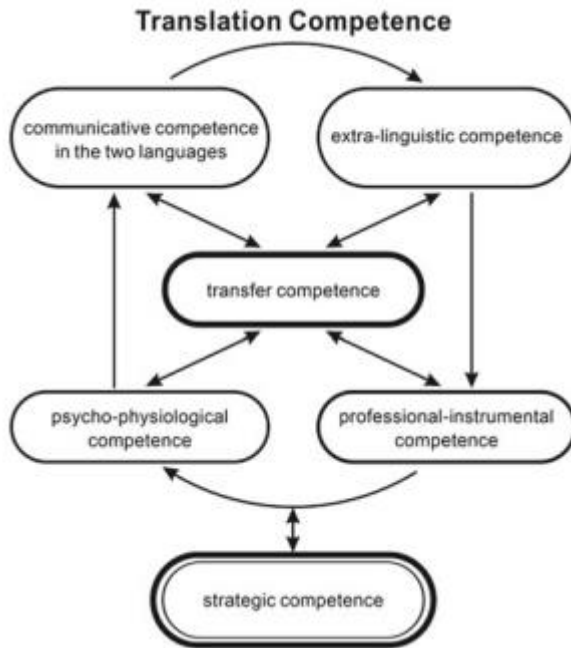 Translation Competence
communicative competence
in the two languages
extra-linguistic competence
transfer competence
psycho-physiological
competence
professional-instrumental
competence
strategic competence